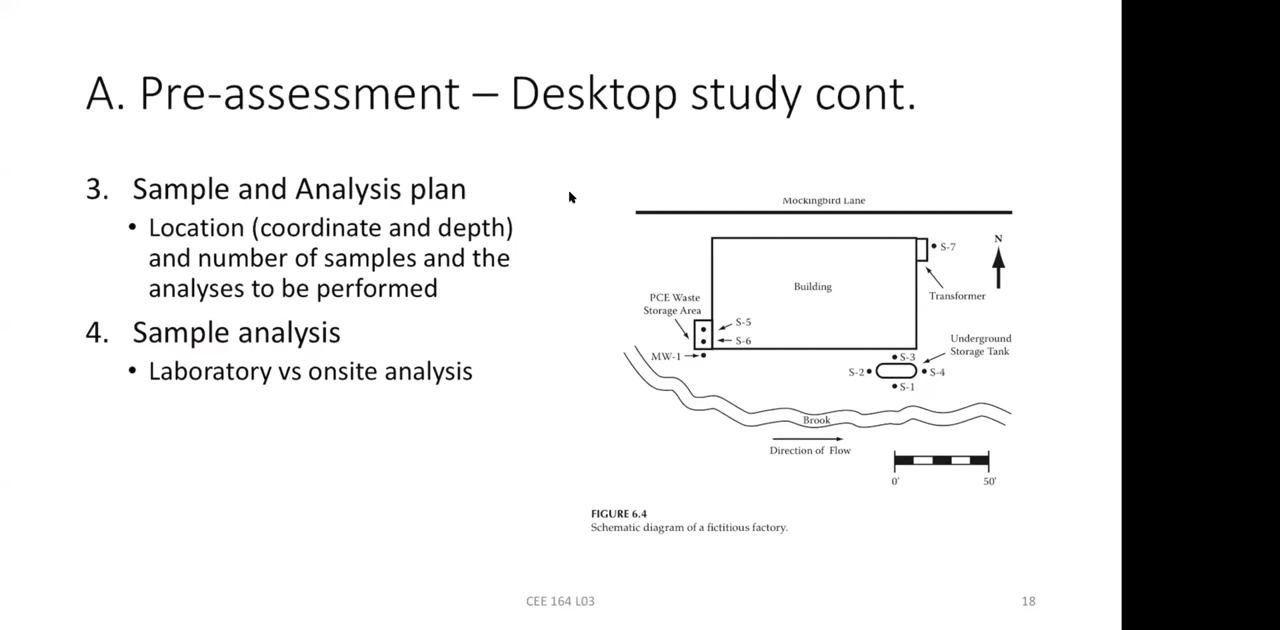 A. Pre-assessment – Desktop study cont.
3. Sample and Analysis plan
• Location (coordinate and depth)
and number of samples and the
analyses to be performed
4. Sample analysis
• Laboratory vs onsite analysis
Mockingbird Lane
S-7
N
Building
Transformer
PCE Waste
Storage Area
S-5
S-6
MW-1
Underground
Storage Tank
S-3
S-2
S-4
S-1
Brook
Direction of Flow
0'
50'
FIGURE 6.4
Schematic diagram of a fictitious factory.
CEE 164 L03
18